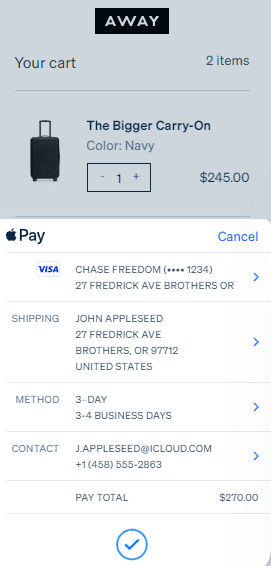 AWAY
Your cart
2 items
The Bigger Carry-On
Color: Navy
- 1 +
$245.00
Pay
Cancel
VISA
CHASE FREEDOM (•••• 1234)
27 FREDRICK AVE BROTHERS OR
SHIPPING
JOHN APPLESEED
27 FREDRICK AVE
BROTHERS, OR 97712
UNITED STATES
METHOD
3-DAY
3-4 BUSINESS DAYS
CONTACT
J.APPLESEED@ICLOUD.COM
+1 (458) 555-2863
PAY TOTAL
$270.00